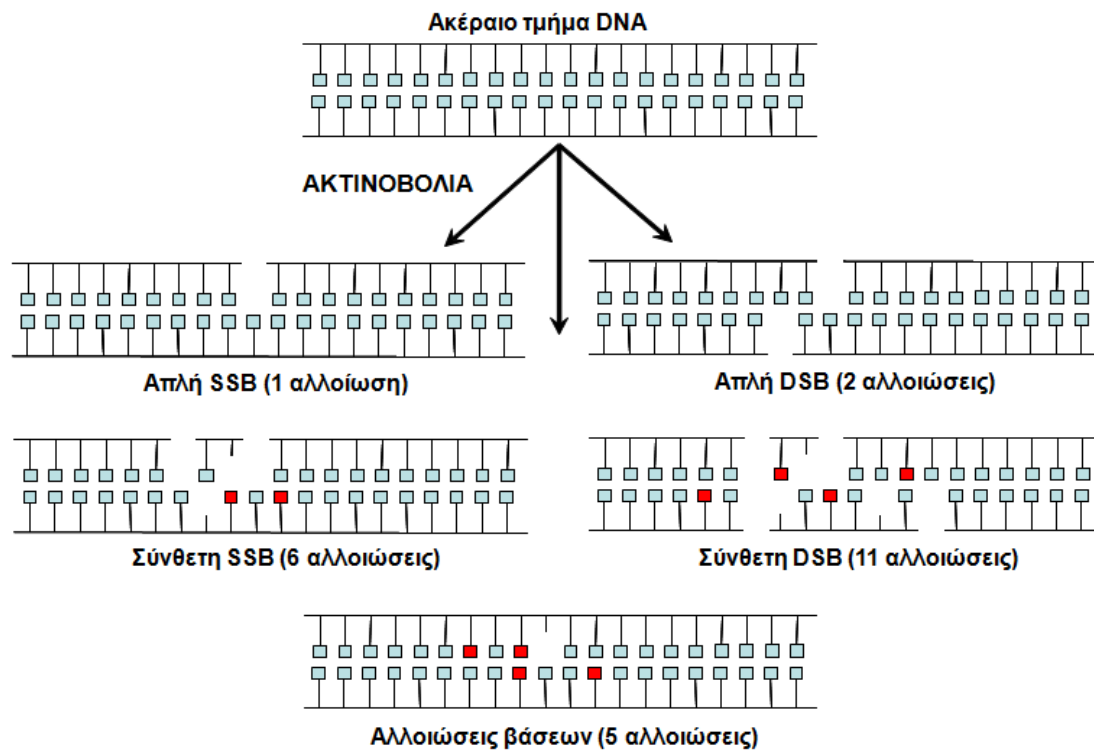 Ακέραιο τμήμα DNA
ΑΚΤΙΝΟΒΟΛΙΑ
Απλή SSB (1 αλλοίωση)
Απλή DSB (2 αλλοιώσεις)
Σύνθετη SSB (6 αλλοιώσεις)
Σύνθετη DSB (11 αλλοιώσεις)
Αλλοιώσεις βάσεων (5 αλλοιώσεις)